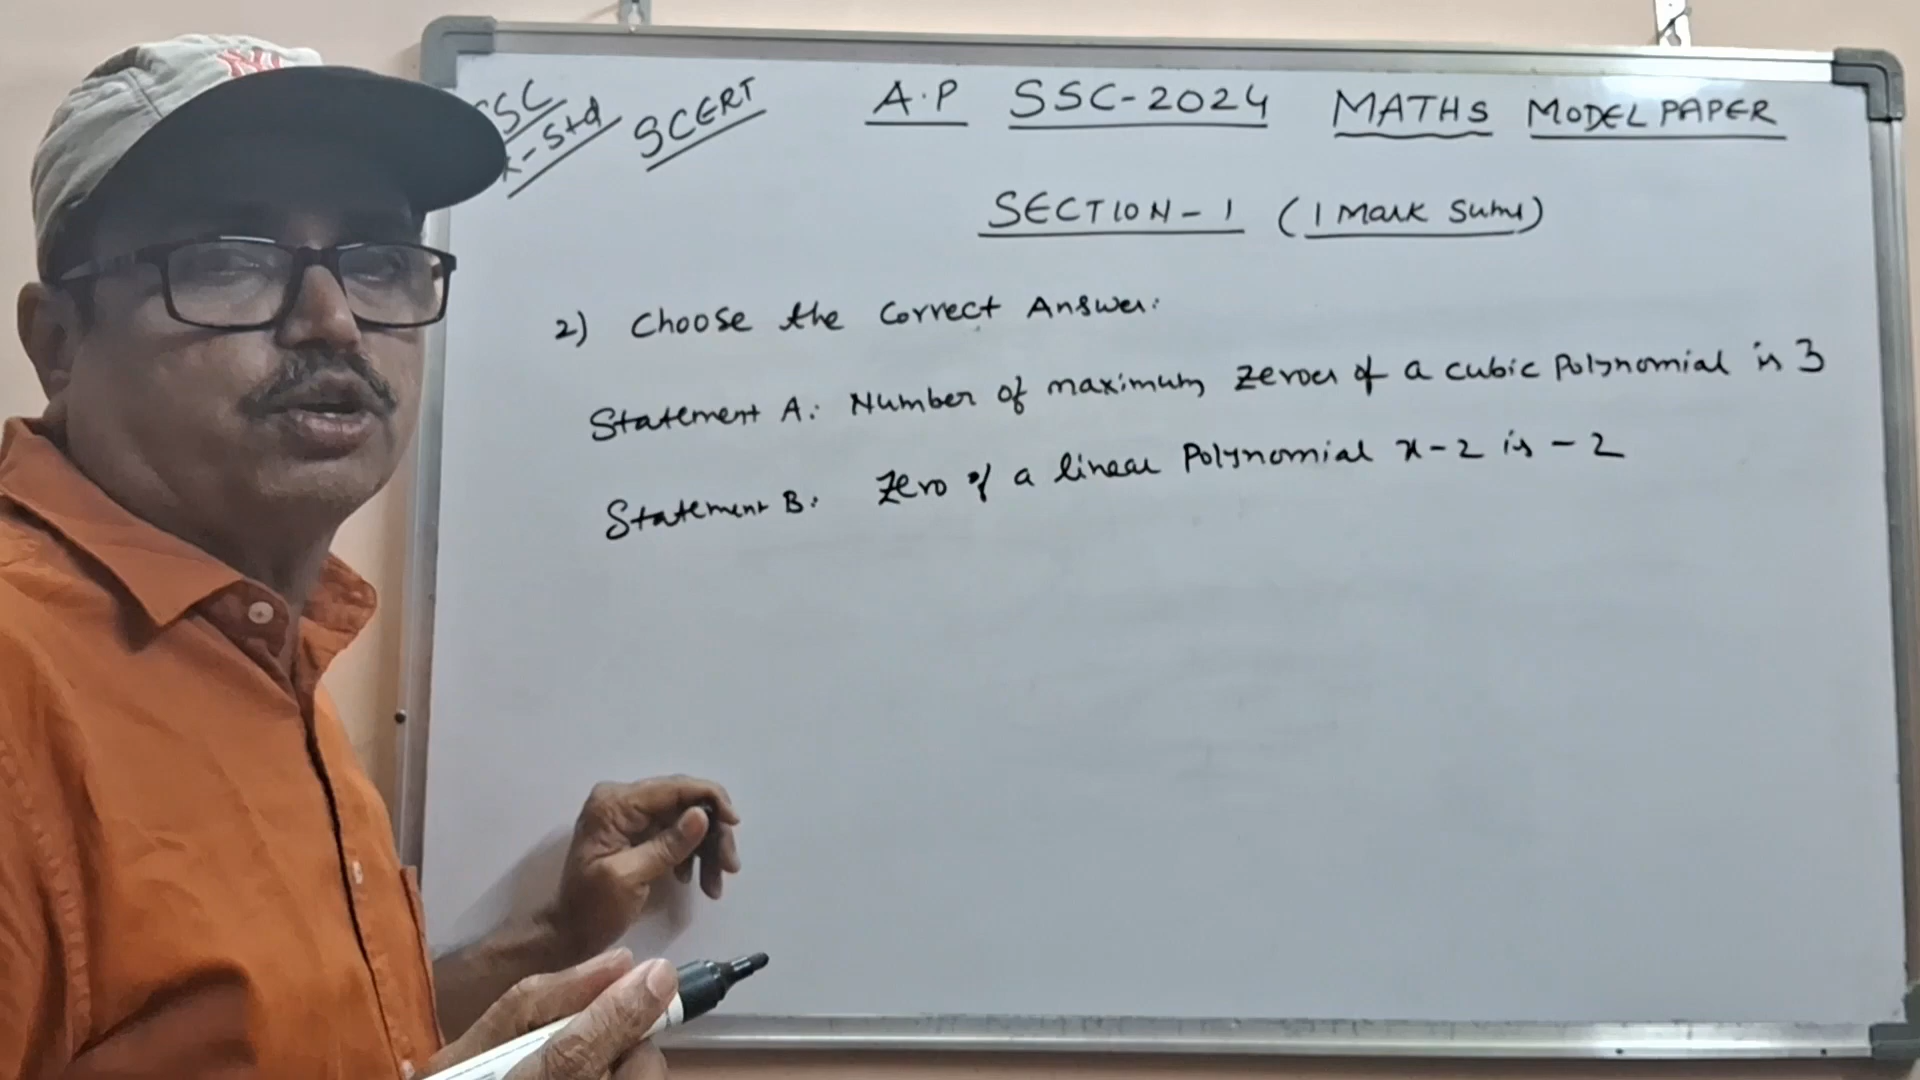 SSC
X-Std
SCERT
A.P SSC-2024 MATHS MODEL PAPER
SECTION-1 (1 Mark Sums)
2) Choose the Correct Answer:
Statement A: Number of maximum zeroes of a cubic Polynomial is 3
Statement B: Zero of a linear Polynomial x-2 is -2